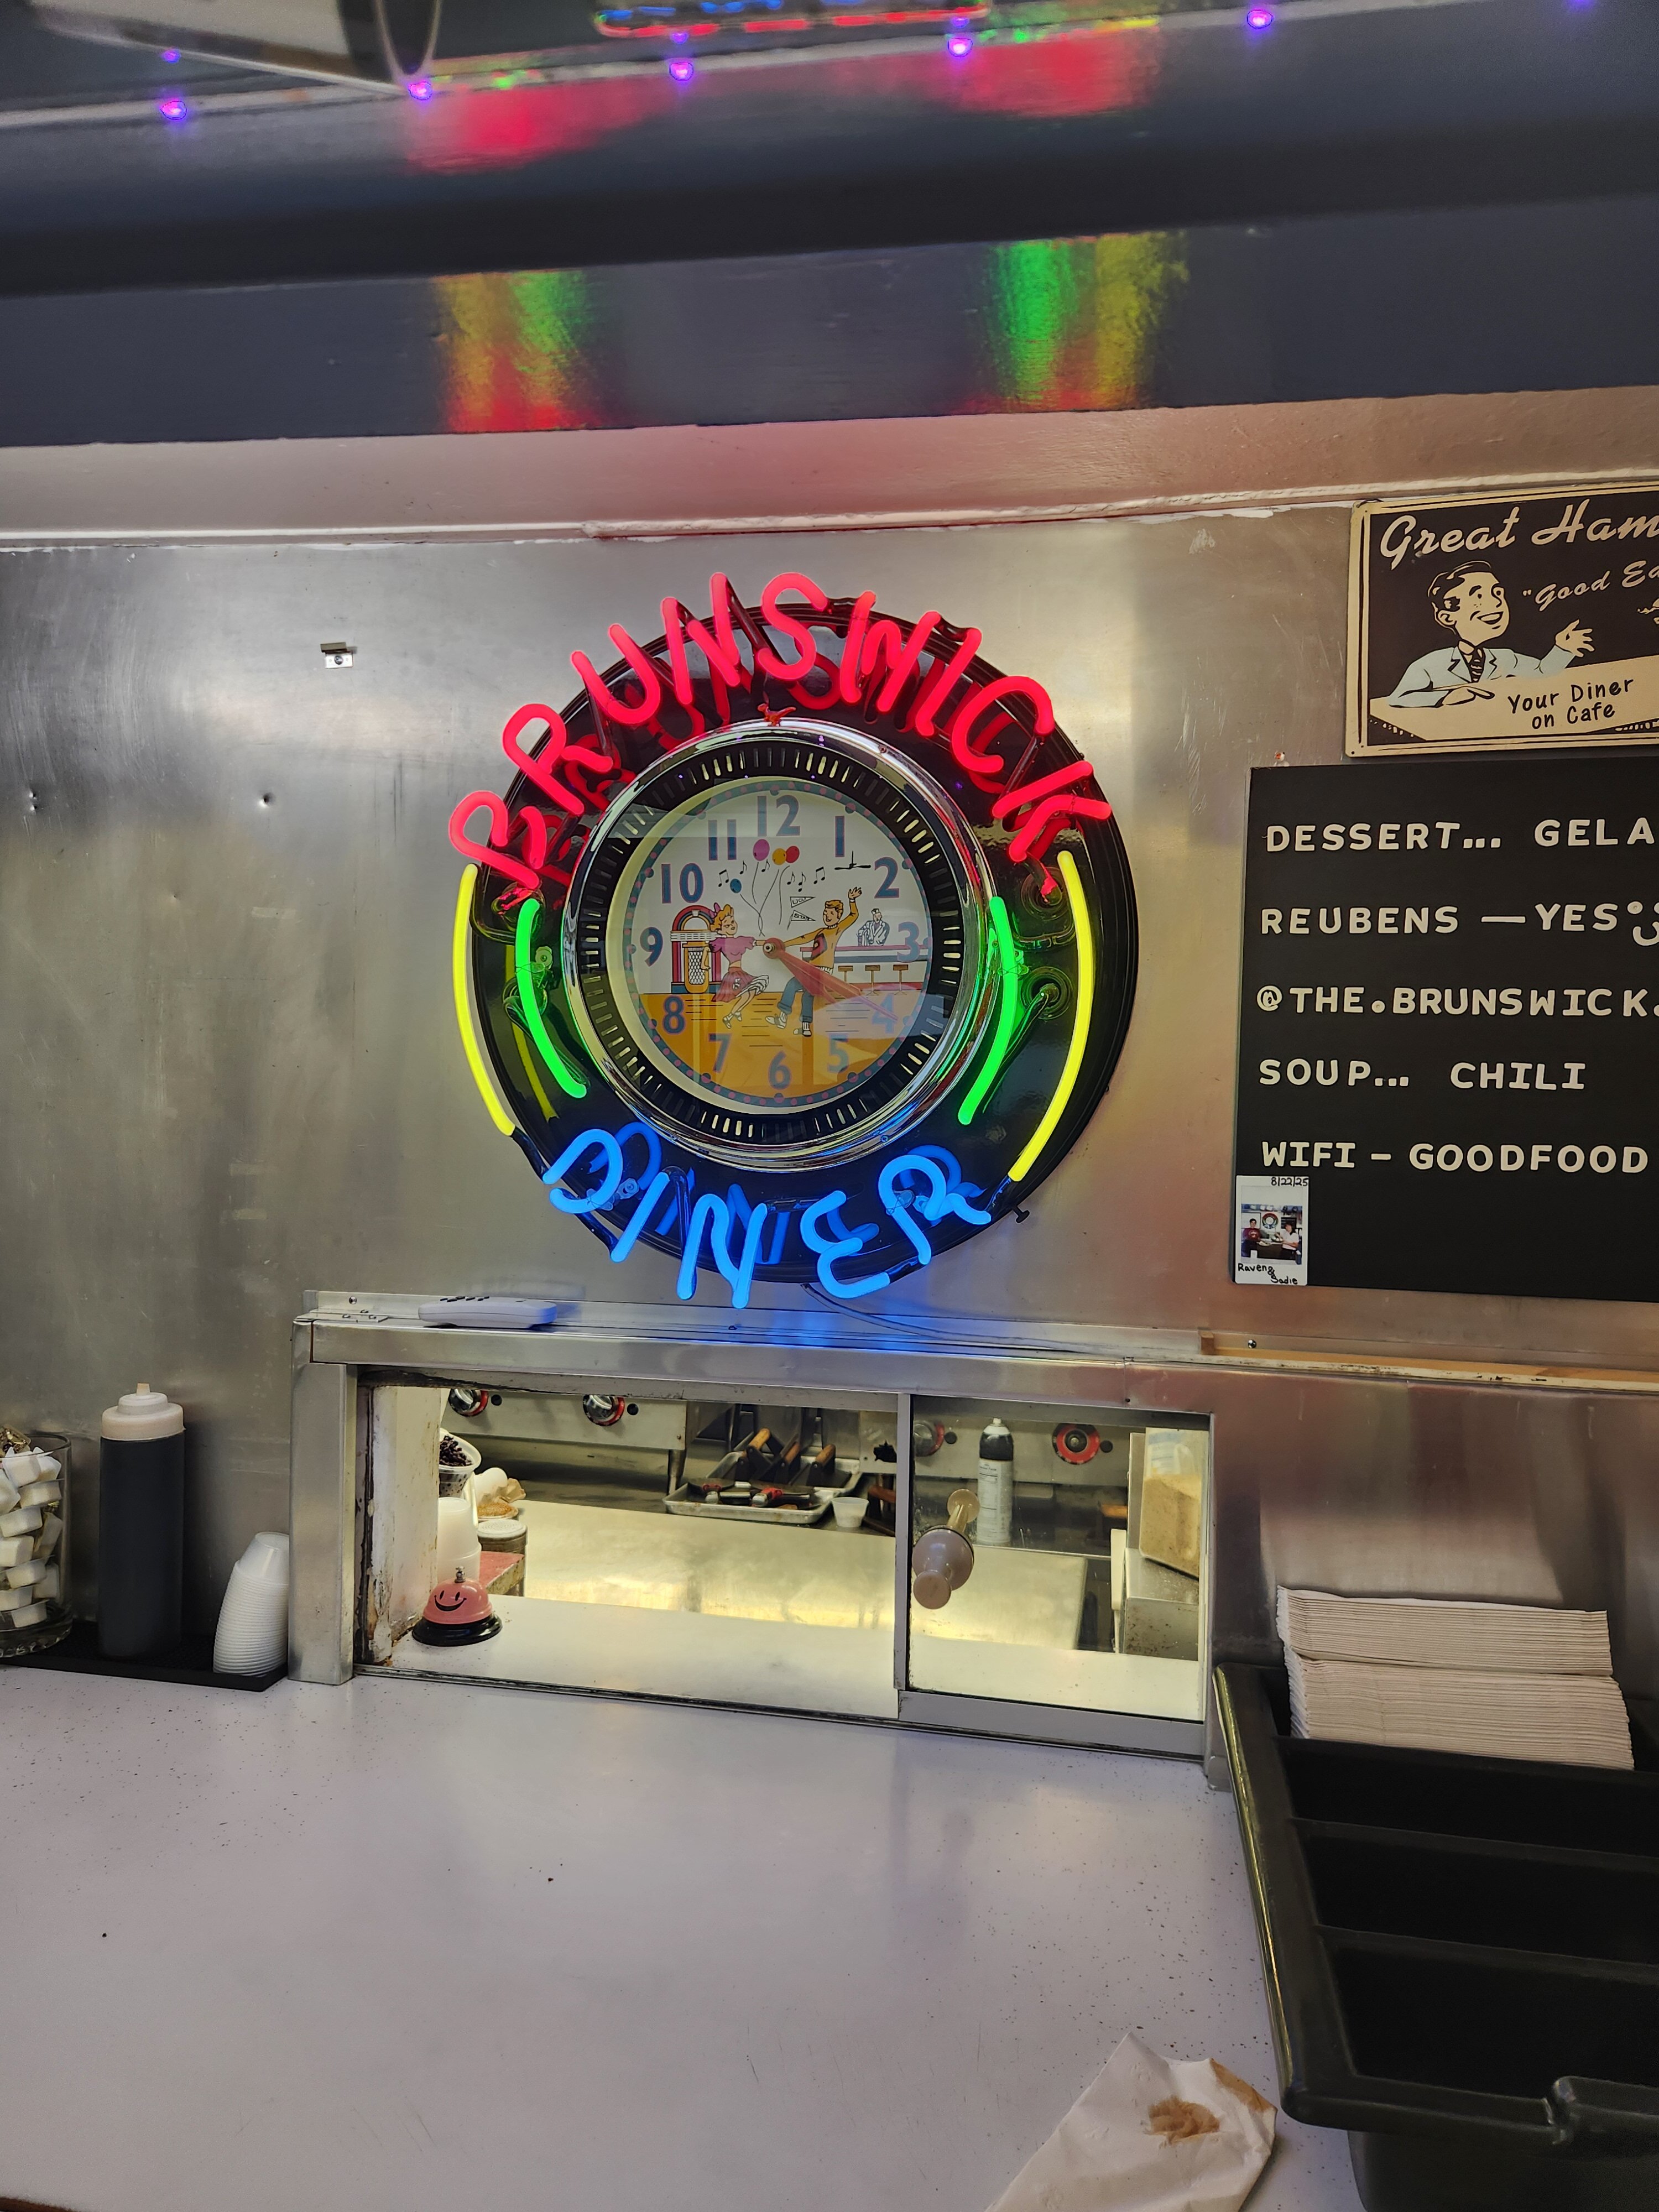 BRUNSWICK
DINER
12
1
2
3
4
5
6
7
8
9
10
11
Great Ham
"Good Ea
Your Diner
on Cafe
DESSERT... GELA
REUBENS — YES
@THE.BRUNSWICK.
SOUP... CHILI
WIFI - GOODFOOD
8/22/25
Raven &
Sadie